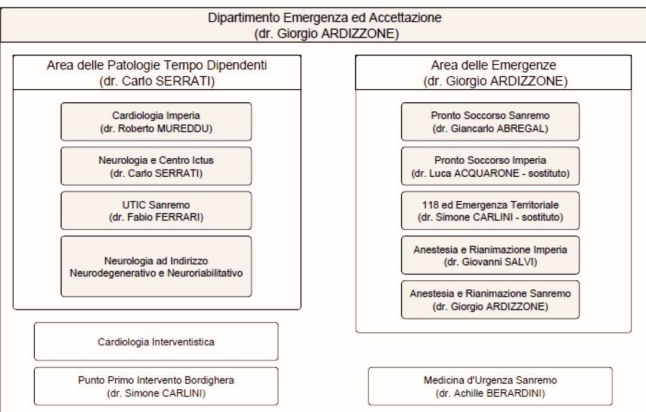 Dipartimento Emergenza ed Accettazione
(dr. Giorgio ARDIZZONE)
Area delle Patologie Tempo Dipendenti
(dr. Carlo SERRATI)
Cardiologia Imperia
(dr. Roberto MUREDDU)
Neurologia e Centro Ictus
(dr. Carlo SERRATI)
UTIC Sanremo
(dr. Fabio FERRARI)
Neurologia ad Indirizzo
Neurodegenerativo e Neuroriabilitativo
Area delle Emergenze
(dr. Giorgio ARDIZZONE)
Pronto Soccorso Sanremo
(dr. Giancarlo ABREGAL)
Pronto Soccorso Imperia
(dr. Luca ACQUARONE - sostituto)
118 ed Emergenza Territoriale
(dr. Simone CARLINI - sostituto)
Anestesia e Rianimazione Imperia
(dr. Giovanni SALVI)
Anestesia e Rianimazione Sanremo
(dr. Giorgio ARDIZZONE)
Cardiologia Interventistica
Punto Primo Intervento Bordighera
(dr. Simone CARLINI)
Medicina d'Urgenza Sanremo
(dr. Achille BERARDINI)